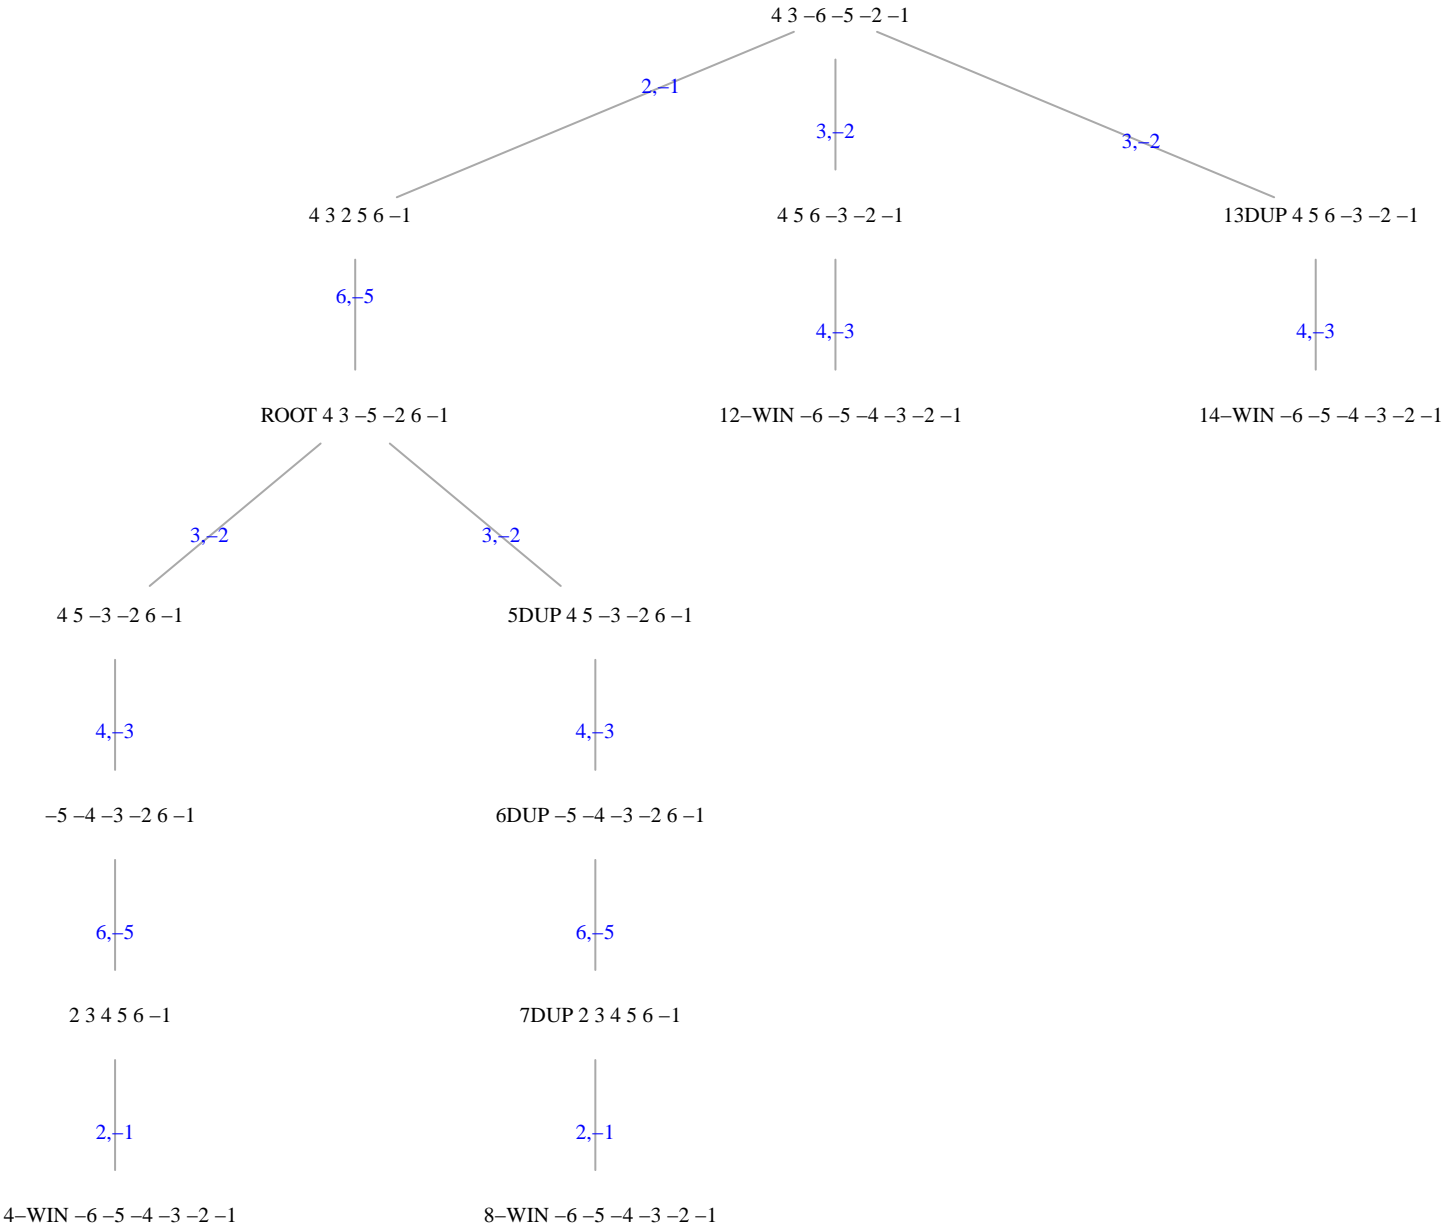 4 3 –6 –5 –2 –1
2,–1
3,–2
3,–2
4 3 2 5 6 –1
4 5 6 –3 –2 –1
13DUP 4 5 6 –3 –2 –1
6,–5
4,–3
4,–3
ROOT 4 3 –5 –2 6 –1
12–WIN –6 –5 –4 –3 –2 –1
14–WIN –6 –5 –4 –3 –2 –1
3,–2
3,–2
4 5 –3 –2 6 –1
5DUP 4 5 –3 –2 6 –1
4,–3
4,–3
–5 –4 –3 –2 6 –1
6DUP –5 –4 –3 –2 6 –1
6,–5
6,–5
2 3 4 5 6 –1
7DUP 2 3 4 5 6 –1
2,–1
2,–1
4–WIN –6 –5 –4 –3 –2 –1
8–WIN –6 –5 –4 –3 –2 –1